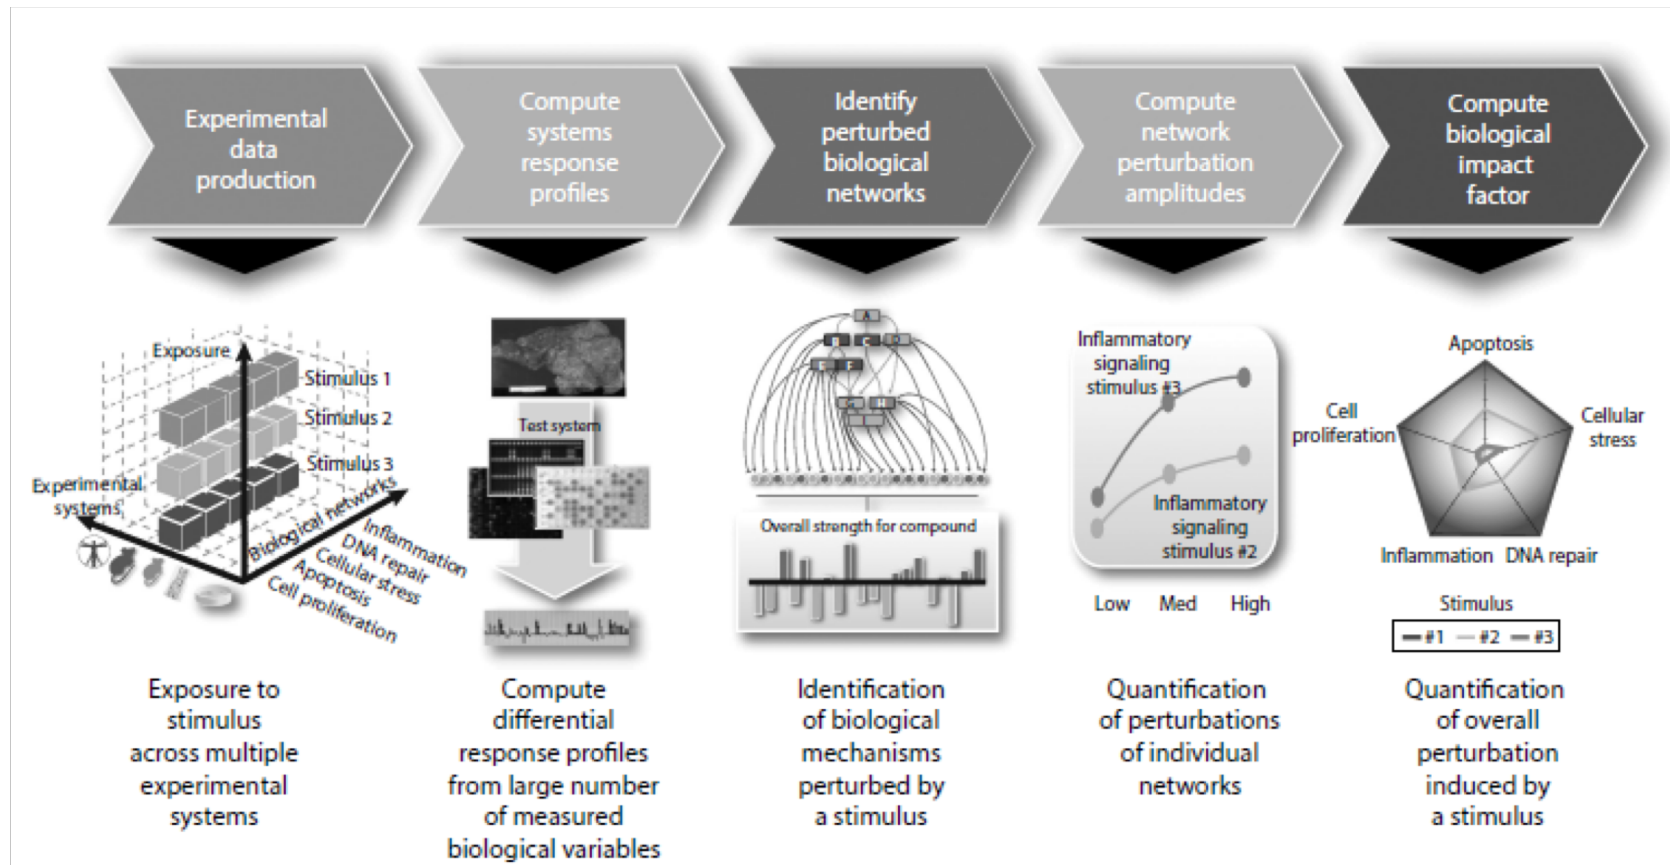 Experimental
data
production
Compute
systems
response
profiles
Identify
perturbed
biological
networks
Compute
network
perturbation
amplitudes
Compute
biological
impact
factor
Exposure
Stimulus 1
Stimulus 2
Stimulus 3
Experimental
systems
Biological networks
Inflammation
DNA repair
Cellular stress
Apoptosis
Cell proliferation
Test system
A
F
H
Overall strength for compound
Inflammatory
signaling
stimulus #3
Inflammatory
signaling
stimulus #2
Low Med High
Apoptosis
Cell
proliferation
Cellular
stress
Inflammation DNA repair
Stimulus
#1 #2 #3
Exposure to
stimulus
across multiple
experimental
systems
Compute
differential
response profiles
from large number
of measured
biological variables
Identification
of biological
mechanisms
perturbed by
a stimulus
Quantification
of perturbations
of individual
networks
Quantification
of overall
perturbation
induced by
a stimulus